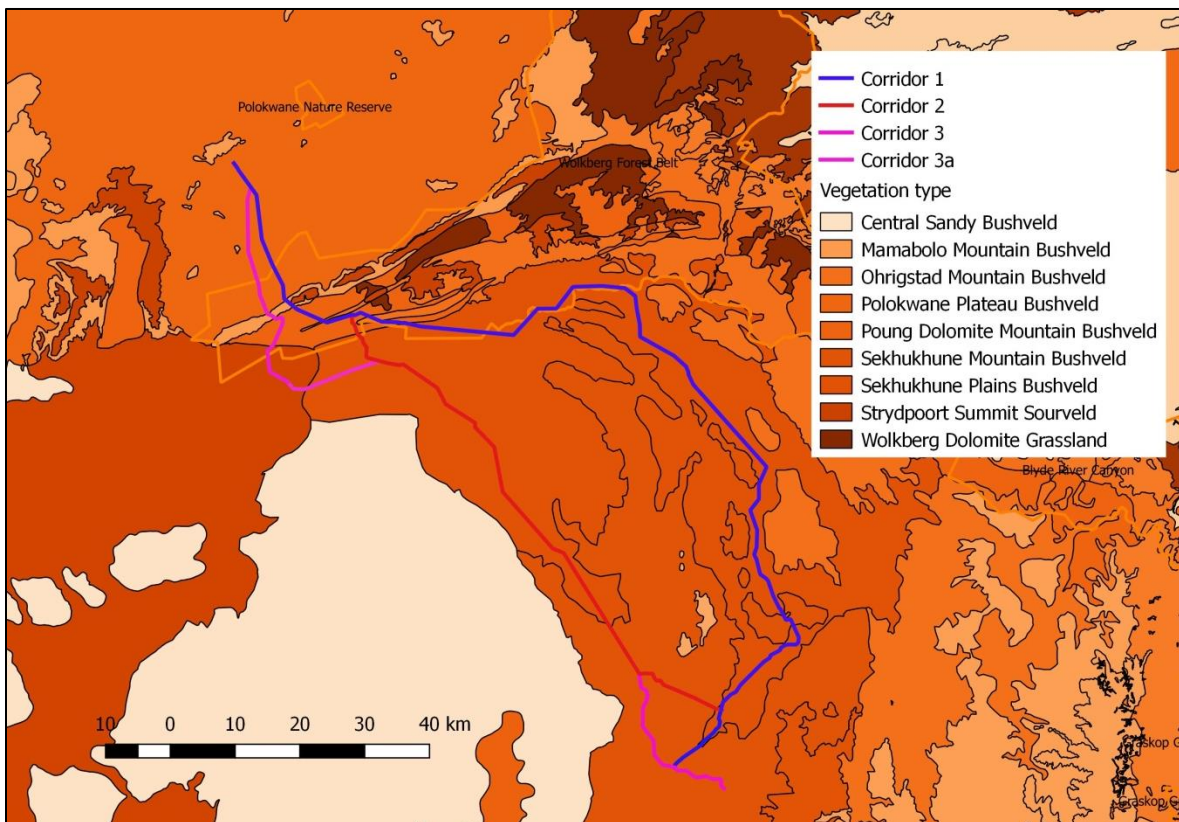 Polokwane Nature Reserve
Wolkberg Forest Belt
Corridor 1
Corridor 2
Corridor 3
Corridor 3a
Vegetation type
Central Sandy Bushveld
Mamabolo Mountain Bushveld
Ohrigstad Mountain Bushveld
Polokwane Plateau Bushveld
Poung Dolomite Mountain Bushveld
Sekhukhune Mountain Bushveld
Sekhukhune Plains Bushveld
Strydpoort Summit Sourveld
Wolkberg Dolomite Grassland
Blyde River Canyon
10 0 10 20 30 40 km
Graskop G
Graskop G